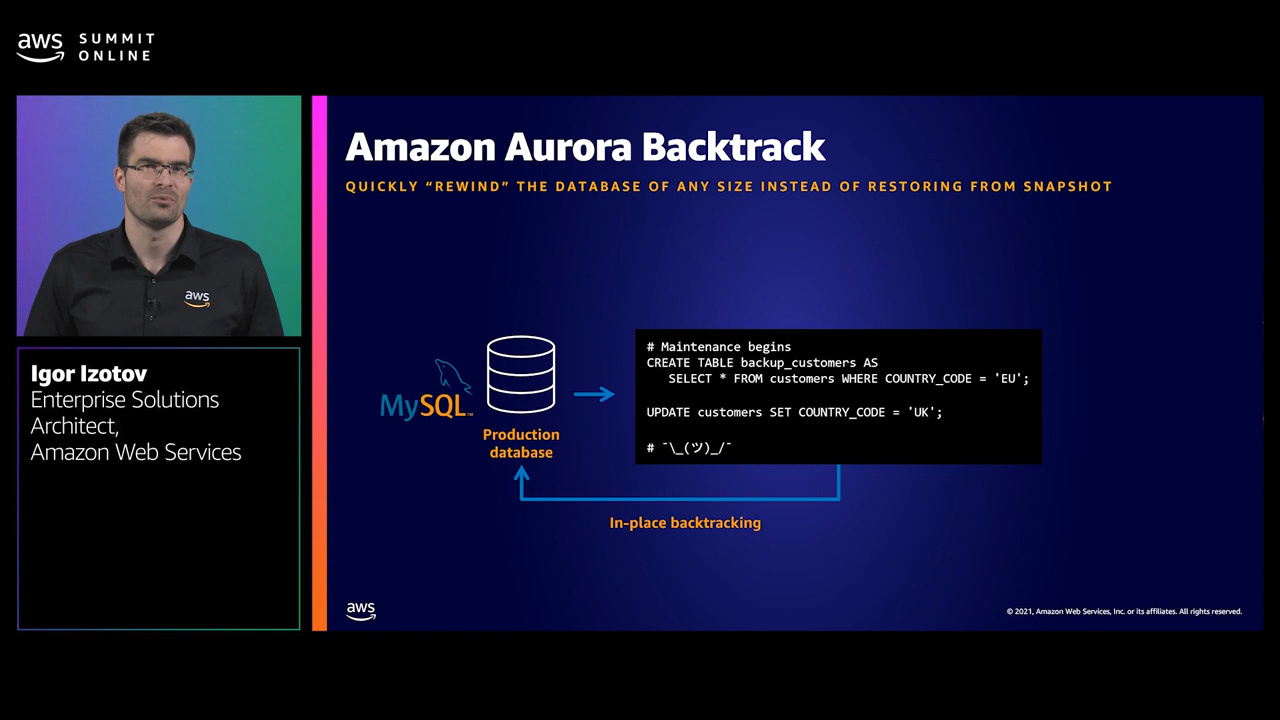 aws SUMMIT
ONLINE
aws
Igor Izotov
Enterprise Solutions
Architect,
Amazon Web Services
Amazon Aurora Backtrack
QUICKLY “REWIND” THE DATABASE OF ANY SIZE INSTEAD OF RESTORING FROM SNAPSHOT
MySQL™
Production
database
# Maintenance begins
CREATE TABLE backup_customers AS
SELECT * FROM customers WHERE COUNTRY_CODE = 'EU';
UPDATE customers SET COUNTRY_CODE = 'UK';
# ¯\_(ツ)_/¯
In-place backtracking
aws
© 2021, Amazon Web Services, Inc. or its affiliates. All rights reserved.